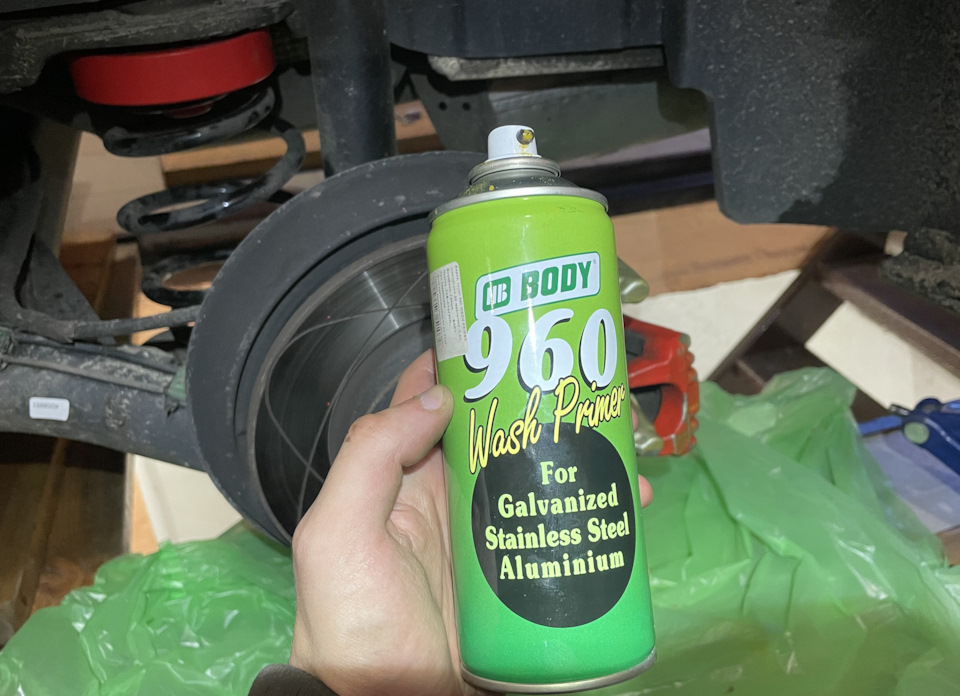 HB BODY
960
Wash Primer
For
Galvanized
Stainless Steel
Aluminium